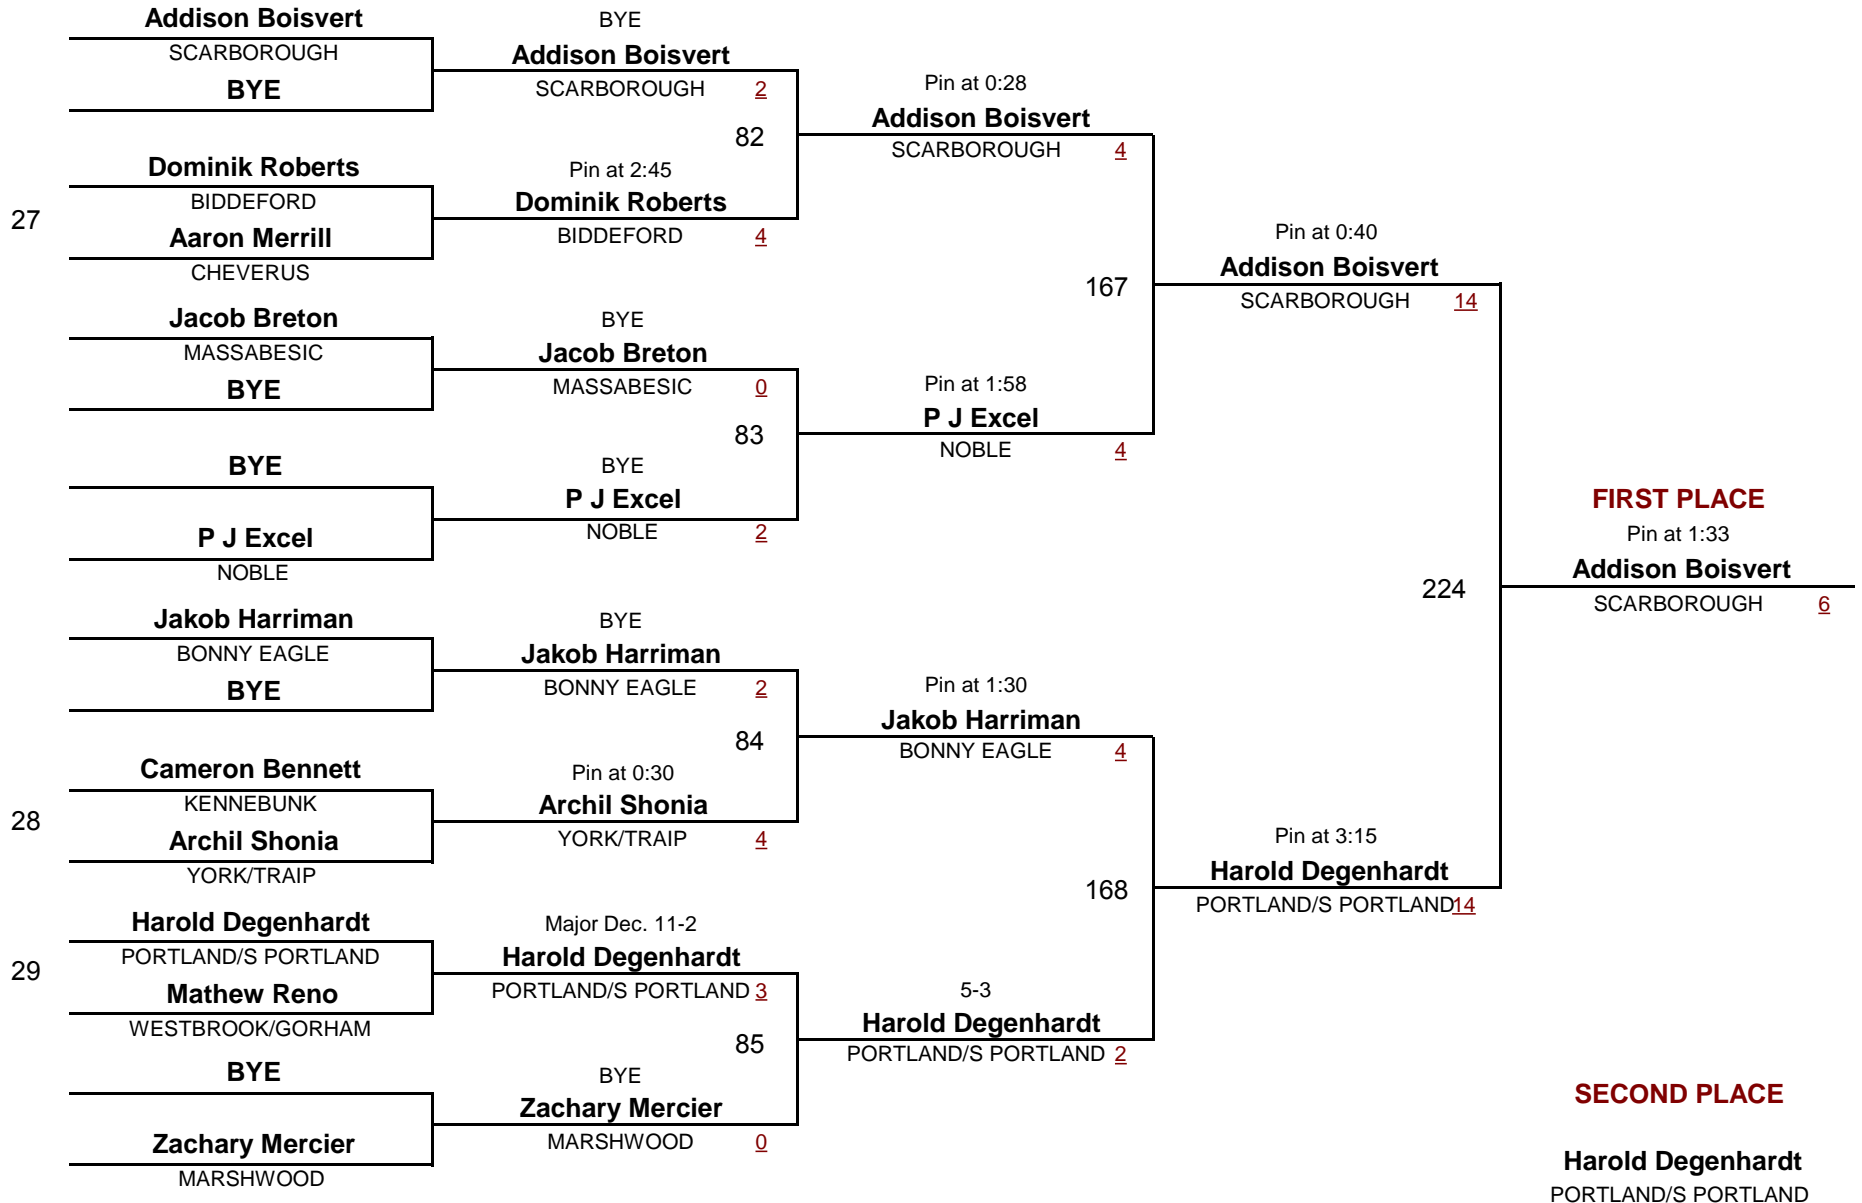 Addison Boisvert
SCARBOROUGH
BYE
27
Dominik Roberts
BIDDEFORD
Aaron Merrill
CHEVERUS
Jacob Breton
MASSABESIC
BYE
BYE
P J Excel
NOBLE
Jakob Harriman
BONNY EAGLE
BYE
28
Cameron Bennett
KENNEBUNK
Archil Shonia
YORK/TRAIP
29
Harold Degenhardt
PORTLAND/S PORTLAND
Mathew Reno
WESTBROOK/GORHAM
BYE
Zachary Mercier
MARSHWOOD
BYE
Addison Boisvert
SCARBOROUGH 2
82
Pin at 2:45
Dominik Roberts
BIDDEFORD 4
BYE
Jacob Breton
MASSABESIC 0
83
BYE
P J Excel
NOBLE 2
BYE
Jakob Harriman
BONNY EAGLE 2
84
Pin at 0:30
Archil Shonia
YORK/TRAIP 4
Major Dec. 11-2
Harold Degenhardt
PORTLAND/S PORTLAND 3
85
BYE
Zachary Mercier
MARSHWOOD 0
Pin at 0:28
Addison Boisvert
SCARBOROUGH 4
167
Pin at 1:58
P J Excel
NOBLE 4
Pin at 1:30
Jakob Harriman
BONNY EAGLE 4
168
5-3
Harold Degenhardt
PORTLAND/S PORTLAND 2
Pin at 0:40
Addison Boisvert
SCARBOROUGH 14
224
Pin at 3:15
Harold Degenhardt
PORTLAND/S PORTLAND 14
FIRST PLACE
Pin at 1:33
Addison Boisvert
SCARBOROUGH 6
SECOND PLACE
Harold Degenhardt
PORTLAND/S PORTLAND